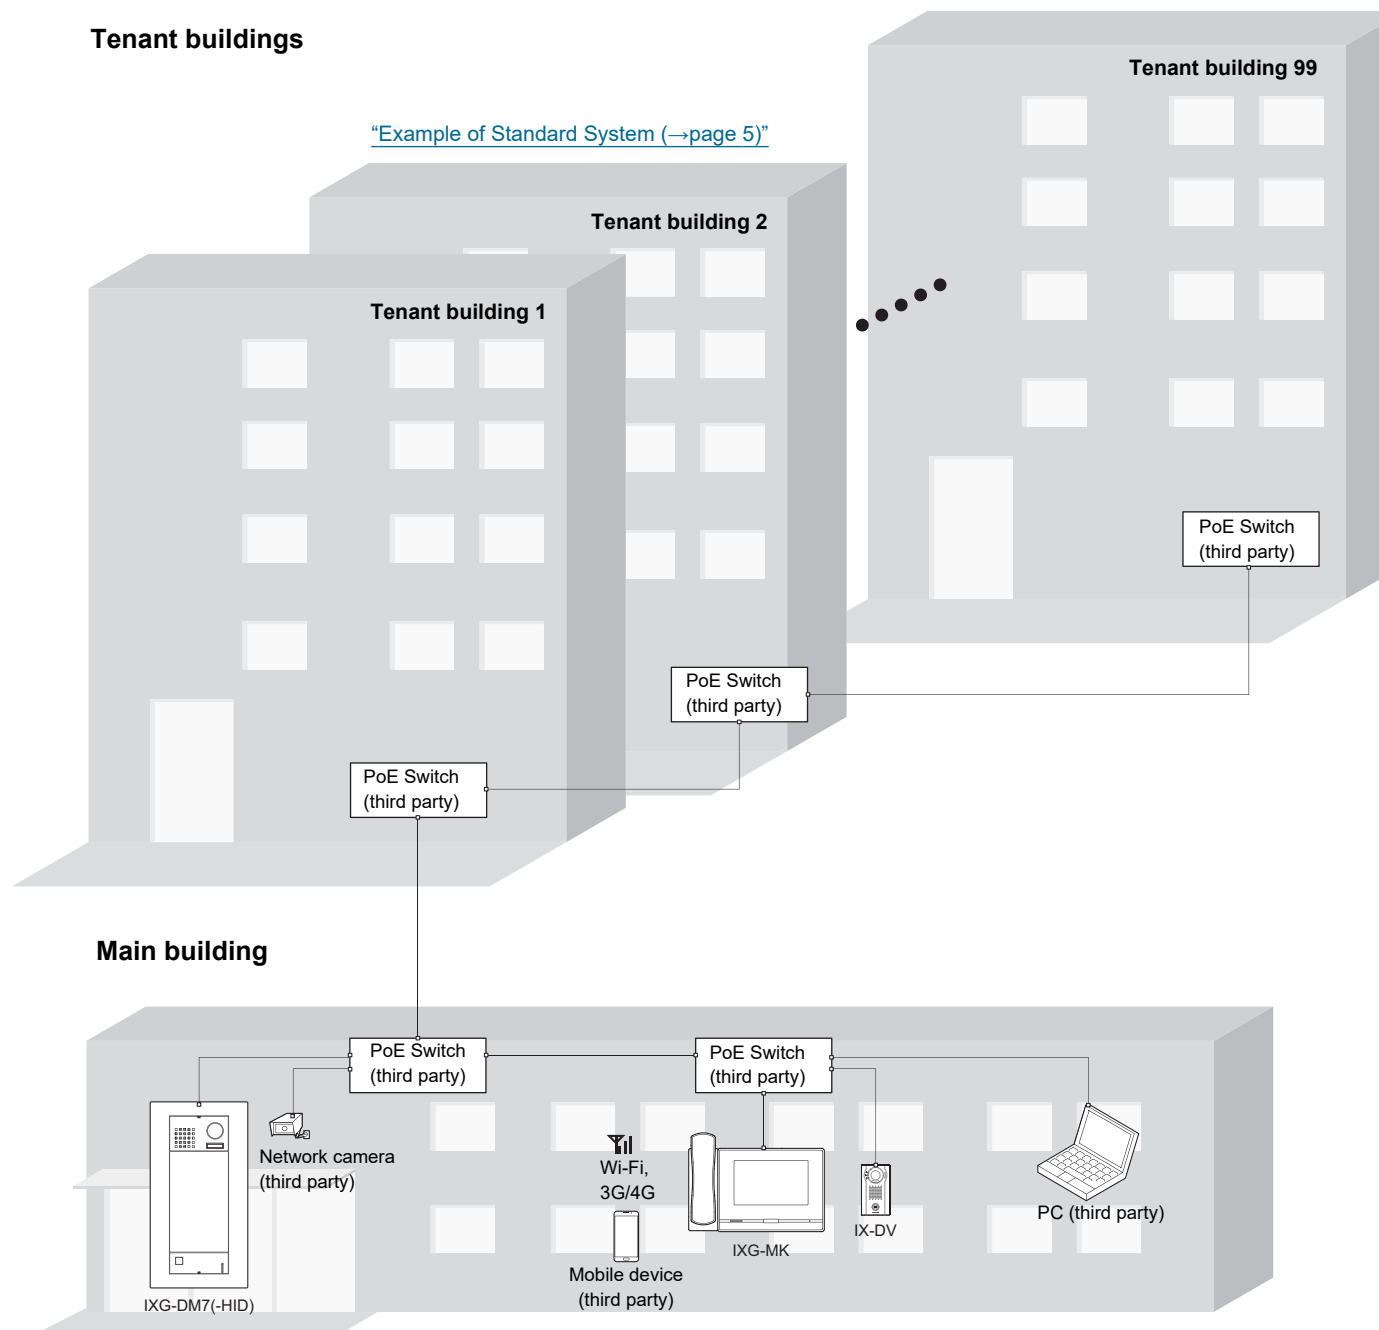 Tenant buildings
Tenant building 99
“Example of Standard System (→page 5)”
Tenant building 2
Tenant building 1
PoE Switch
(third party)
PoE Switch
(third party)
PoE Switch
(third party)
Main building
PoE Switch
(third party)
PoE Switch
(third party)
Network camera
(third party)
Wi-Fi,
3G/4G
IXG-DM7(-HID)
Mobile device
(third party)
IXG-MK
IX-DV
PC (third party)